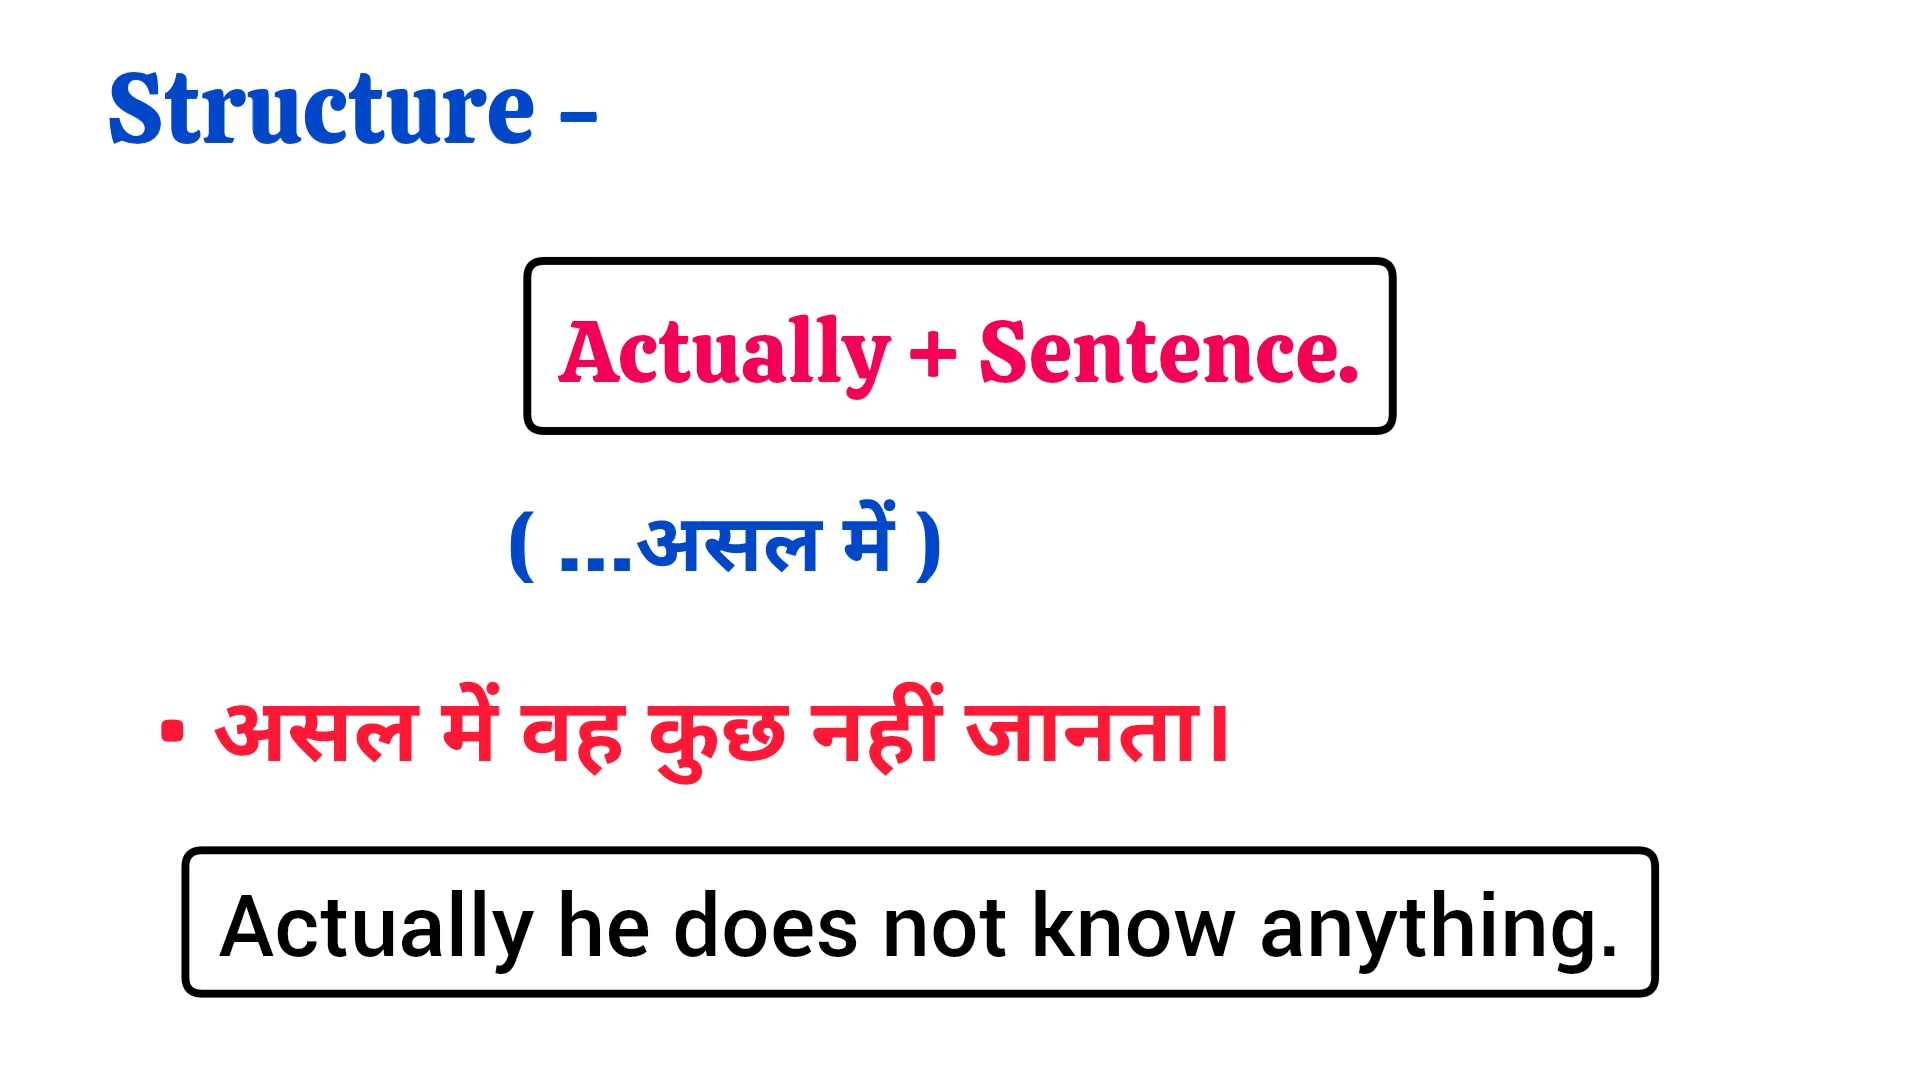 Structure -
Actually + Sentence.
( ...असल में )
• असल में वह कुछ नहीं जानता।
Actually he does not know anything.